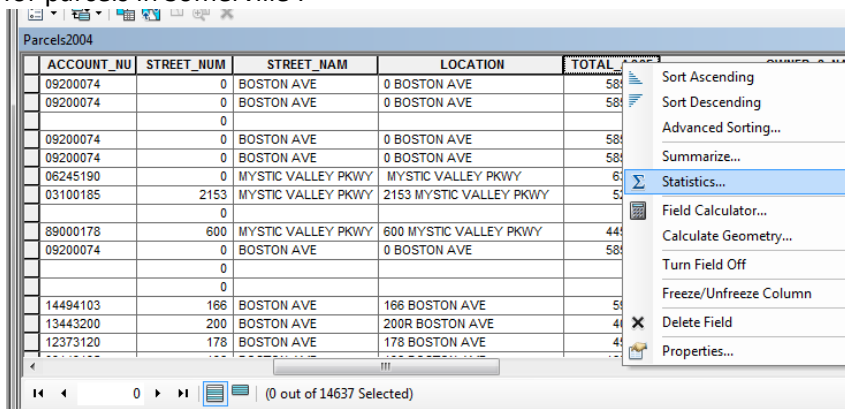 for parcels in Somerville?
Parcels2004
ACCOUNT_NU STREET_NUM STREET_NAM LOCATION
09200074 0 BOSTON AVE 0 BOSTON AVE
Sort Ascending
09200074 0 BOSTON AVE 0 BOSTON AVE
Sort Descending
0
Advanced Sorting...
09200074 0 BOSTON AVE 0 BOSTON AVE
09200074 0 BOSTON AVE 0 BOSTON AVE
Summarize...
06245190 0 MYSTIC VALLEY PKWY MYSTIC VALLEY PKWY
Statistics...
03100185 2153 MYSTIC VALLEY PKWY 2153 MYSTIC VALLEY PKWY
0
Field Calculator...
89000178 600 MYSTIC VALLEY PKWY 600 MYSTIC VALLEY PKWY
Calculate Geometry...
09200074 0 BOSTON AVE 0 BOSTON AVE
0
Turn Field Off
0
Freeze/Unfreeze Column
14494103 166 BOSTON AVE 166 BOSTON AVE
13443200 200 BOSTON AVE 200R BOSTON AVE
Delete Field
12373120 178 BOSTON AVE 178 BOSTON AVE
Properties...
0 (0 out of 14637 Selected)